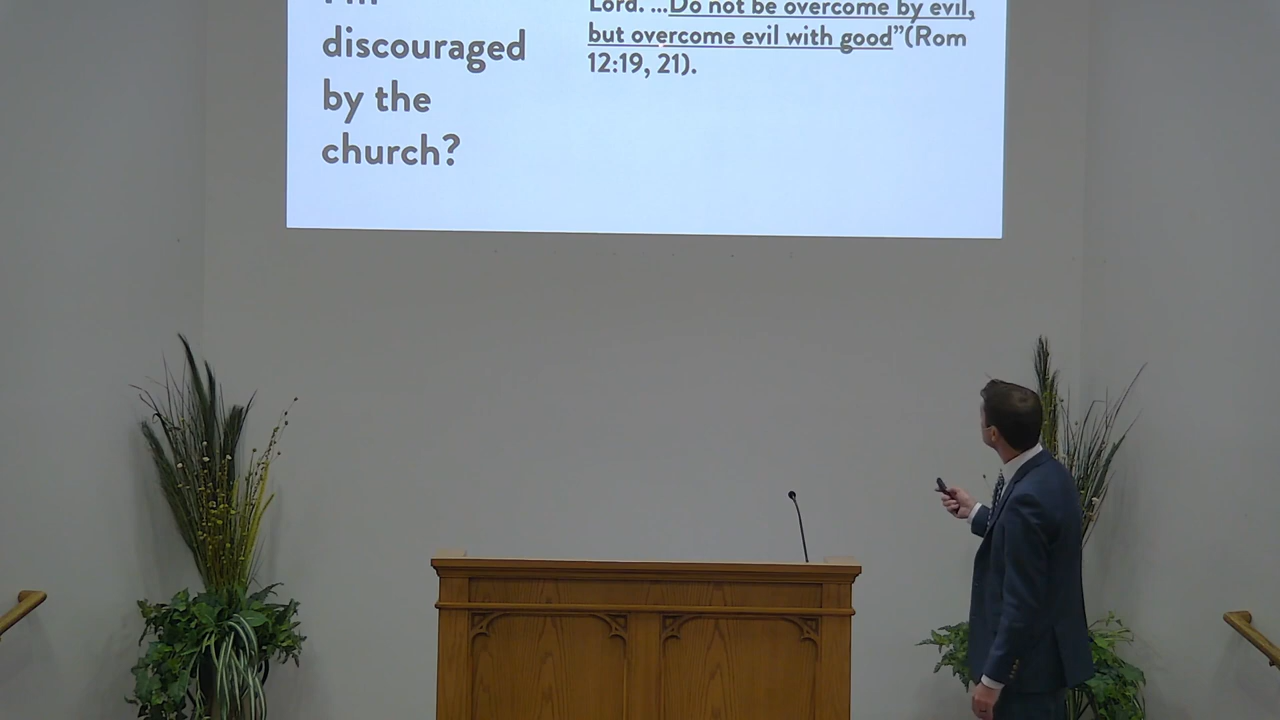 discouraged
by the
church?
Lord. ...Do not be overcome by evil,
but overcome evil with good”(Rom
12:19, 21).